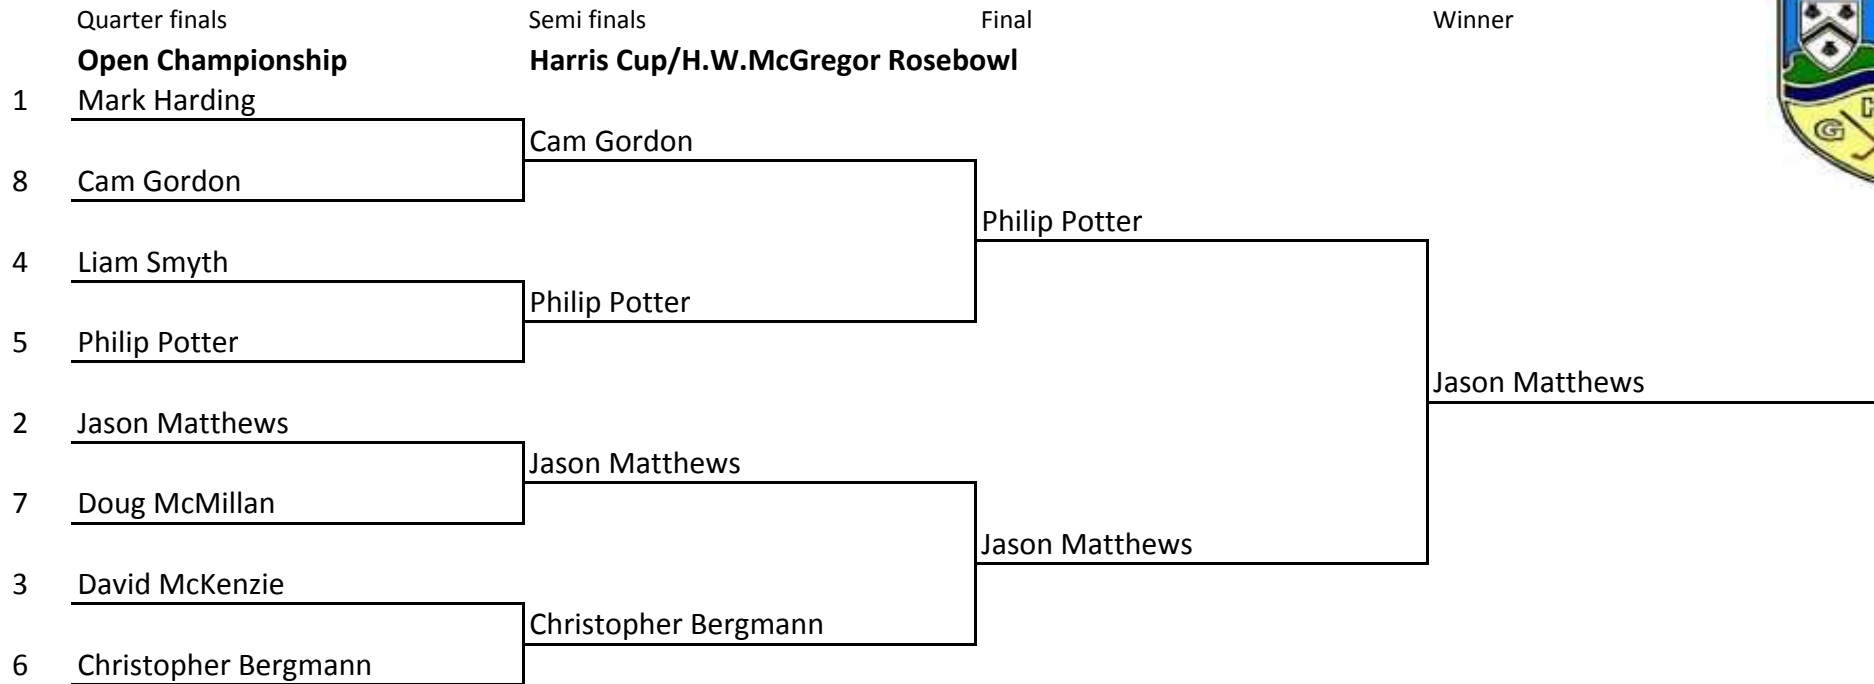 Quarter finals Semi finals Final Winner
Open Championship Harris Cup/H.W.McGregor Rosebowl
1 Mark Harding
Cam Gordon
8 Cam Gordon
Philip Potter
4 Liam Smyth
Philip Potter
5 Philip Potter
Jason Matthews
2 Jason Matthews
Jason Matthews
7 Doug McMillan
Jason Matthews
3 David McKenzie
Christopher Bergmann
6 Christopher Bergmann
G H